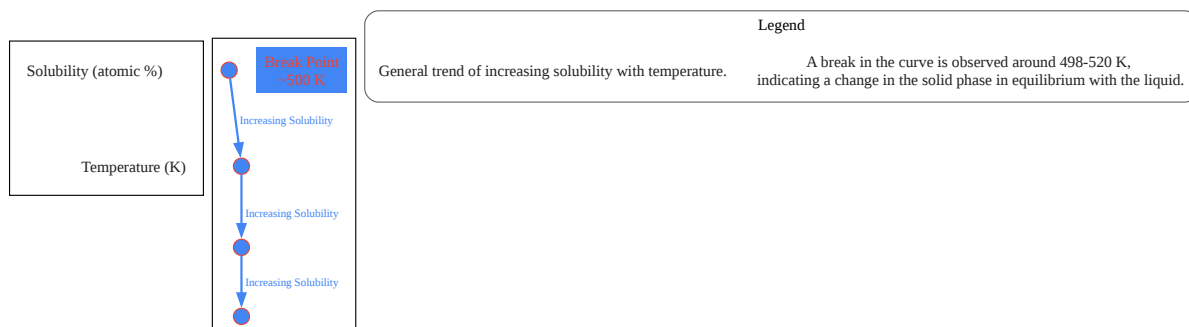 Legend
Solubility (atomic %)
Break Point
~500 K
General trend of increasing solubility with temperature.
A break in the curve is observed around 498-520 K,
indicating a change in the solid phase in equilibrium with the liquid.
Increasing Solubility
Temperature (K)
Increasing Solubility
Increasing Solubility